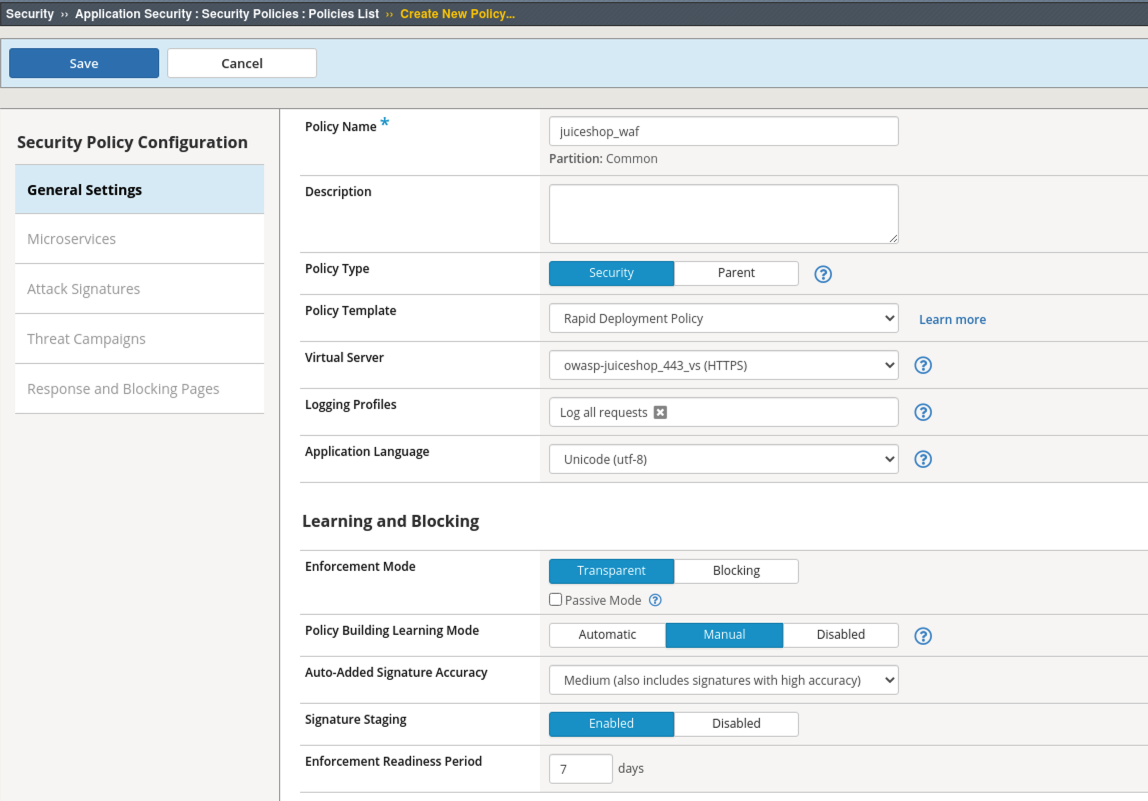 Security ›› Application Security : Security Policies : Policies List ›› Create New Policy...
Save Cancel
Security Policy Configuration
General Settings
Microservices
Attack Signatures
Threat Campaigns
Response and Blocking Pages
Policy Name * juiceshop_waf
Partition: Common
Description
Policy Type Security Parent ?
Policy Template Rapid Deployment Policy Learn more
Virtual Server owasp-juiceshop_443_vs (HTTPS) ?
Logging Profiles Log all requests x ?
Application Language Unicode (utf-8) ?
Learning and Blocking
Enforcement Mode Transparent Blocking
Passive Mode ?
Policy Building Learning Mode Automatic Manual Disabled ?
Auto-Added Signature Accuracy Medium (also includes signatures with high accuracy)
Signature Staging Enabled Disabled
Enforcement Readiness Period 7 days